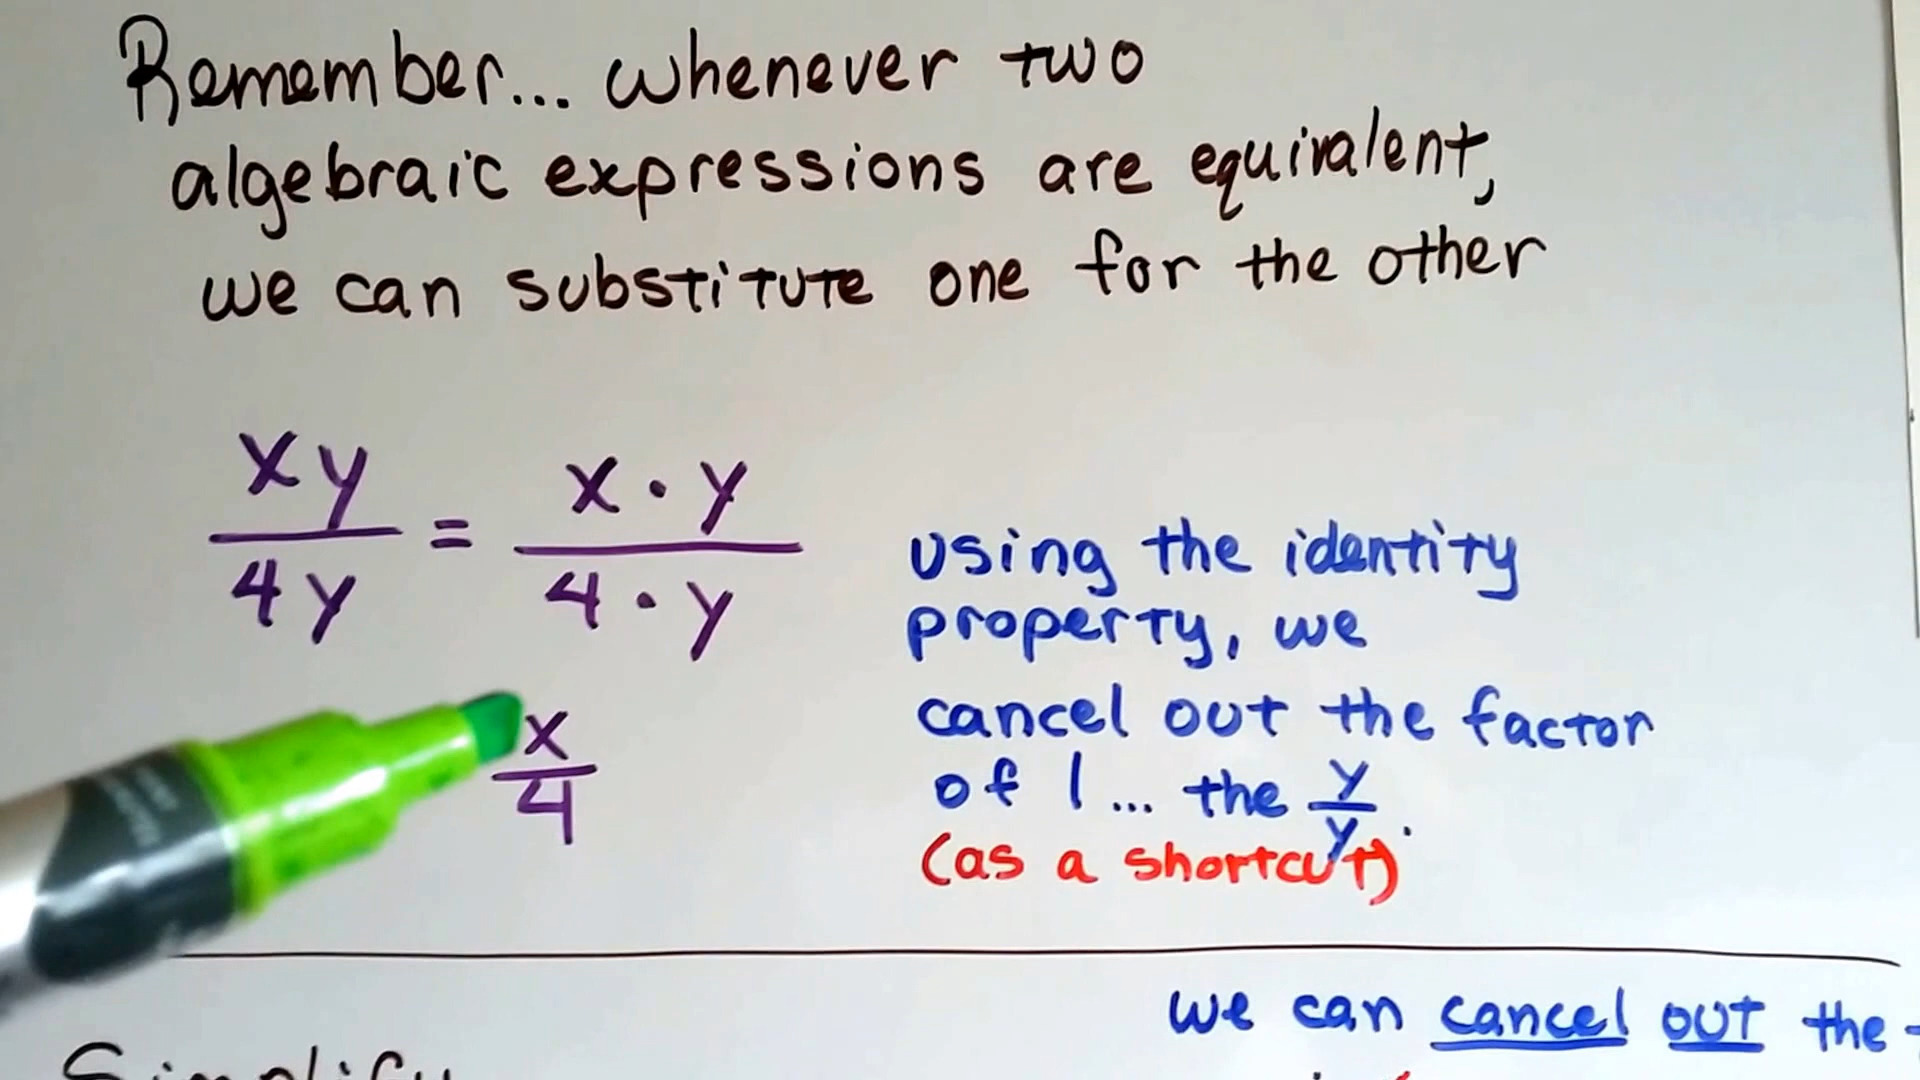 Remember... whenever two
algebraic expressions are equivalent,
we can substitute one for the other
xy/4y = x·y/4·y
using the identity
property, we
x/4
cancel out the factor
of 1... the y/y.
(as a shortcut)
we can cancel out the
Simplify